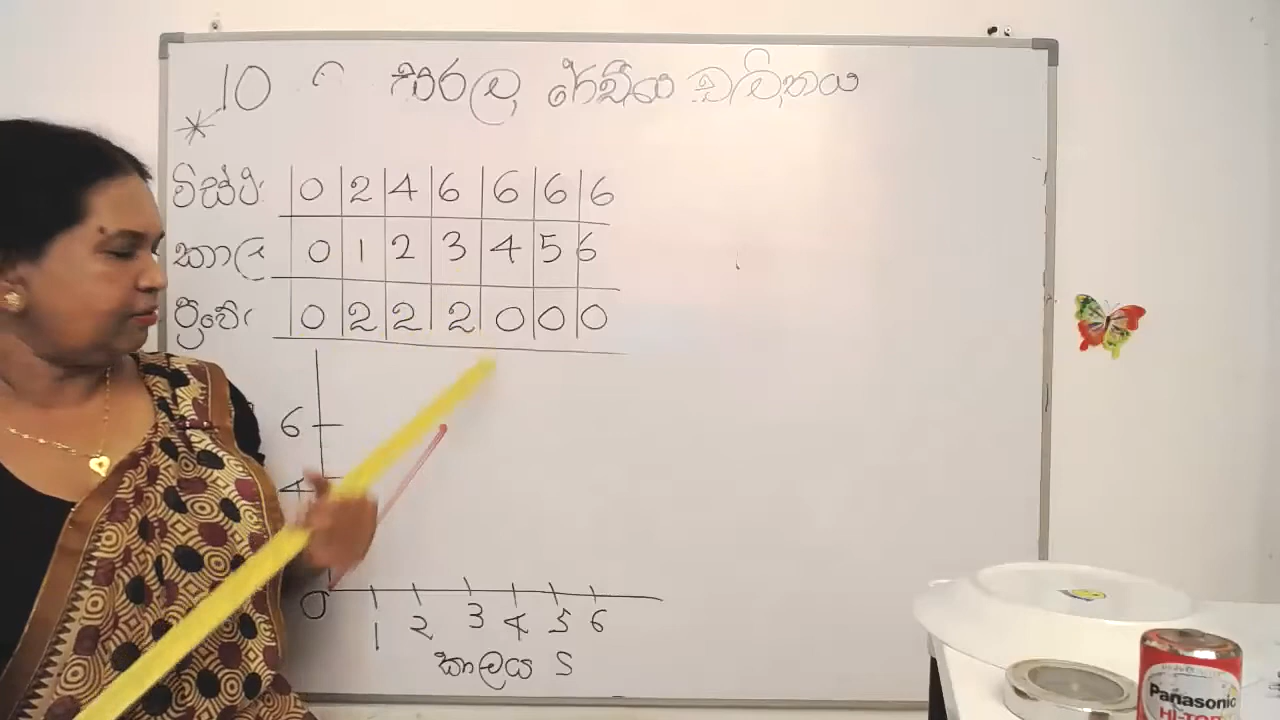 10 සරල රේඛීය චලිතය
විස්ථා 0 2 4 6 6 6 6
කාල 0 1 2 3 4 5 6
ප්‍රවේ 0 2 2 2 0 0 0
6
4
0 1 2 3 4 5 6
කාලය S
Panasonic